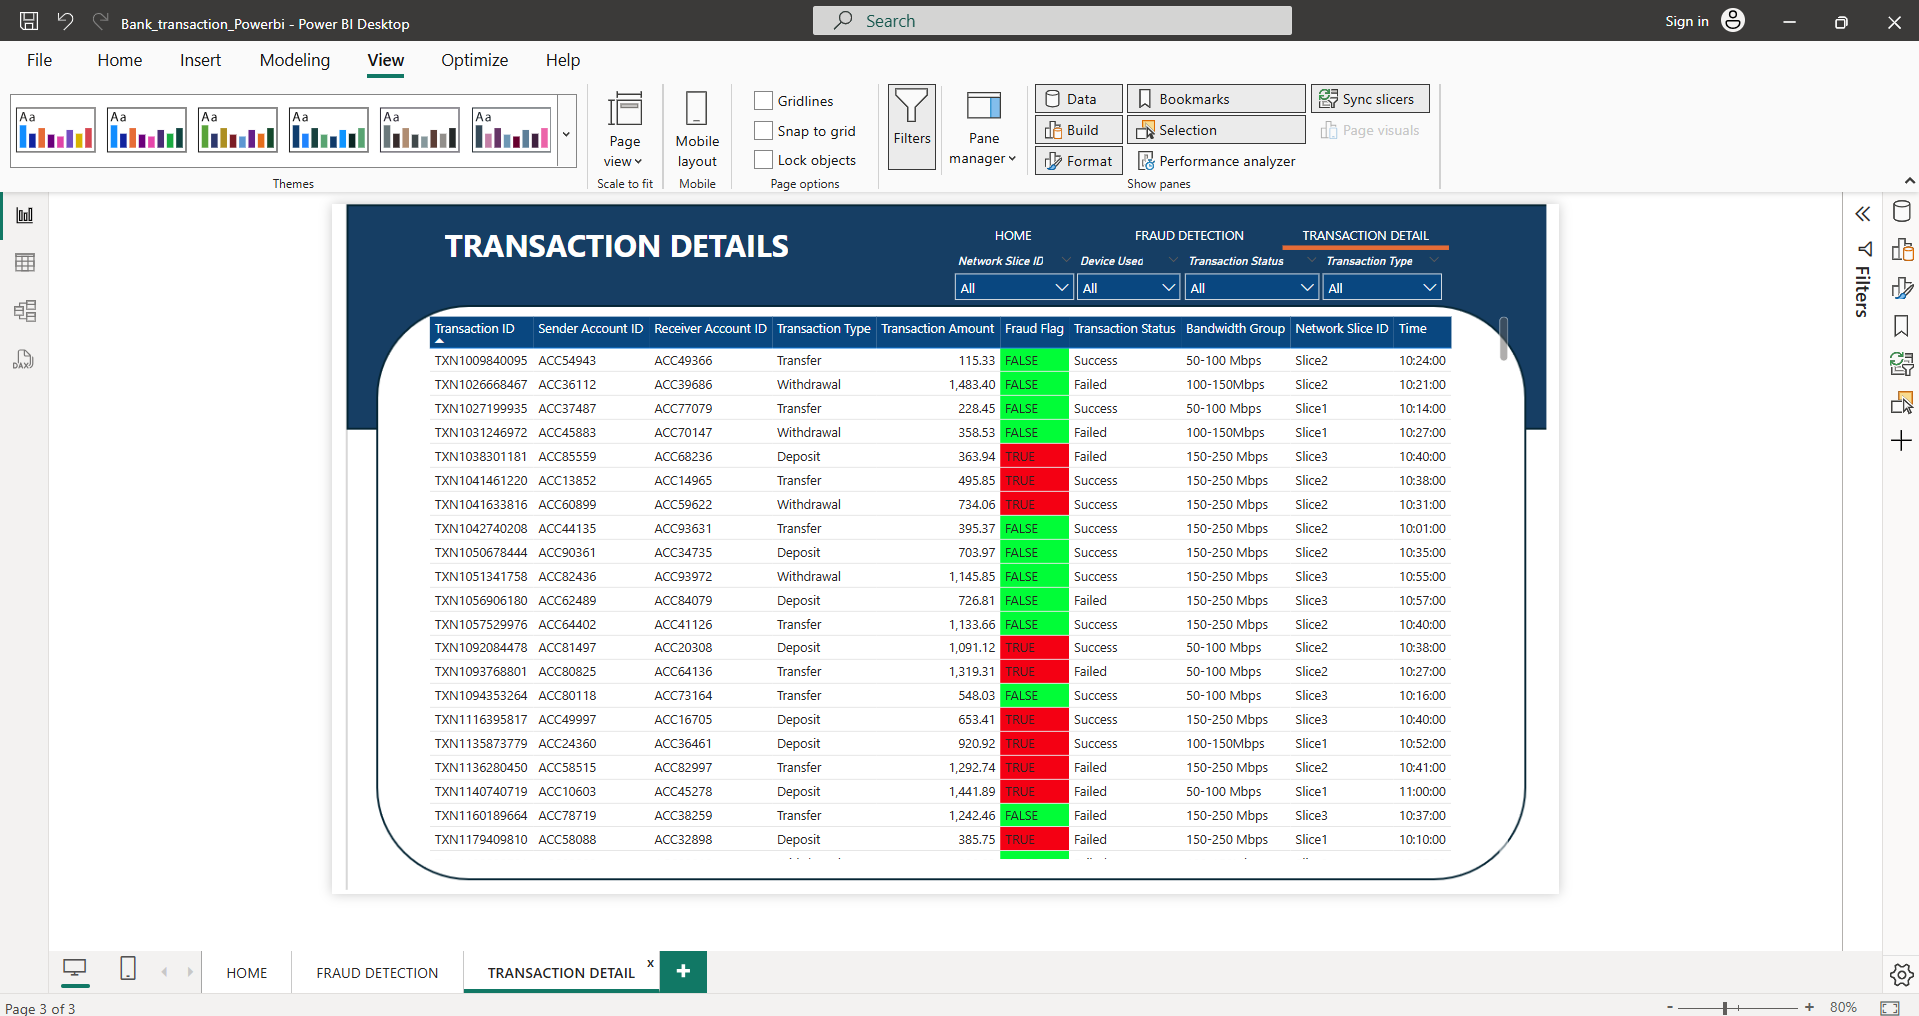 Bank_transaction_Powerbi - Power BI Desktop
Search
Sign in
File Home Insert Modeling View Optimize Help
Aa Aa Aa Aa Aa Aa
Themes
Page view
Scale to fit
Mobile layout
Mobile
Gridlines
Snap to grid
Lock objects
Page options
Filters
Pane manager
Data Bookmarks Sync slicers
Build Selection Page visuals
Format Performance analyzer
Show panes
DAX
TRANSACTION DETAILS
HOME FRAUD DETECTION TRANSACTION DETAIL
Network Slice ID Device Used Transaction Status Transaction Type
All All All All
Filters
Transaction ID Sender Account ID Receiver Account ID Transaction Type Transaction Amount Fraud Flag Transaction Status Bandwidth Group Network Slice ID Time
TXN1009840095 ACC54943 ACC49366 Transfer 115.33 FALSE Success 50-100 Mbps Slice2 10:24:00
TXN1026668467 ACC36112 ACC39686 Withdrawal 1,483.40 FALSE Failed 100-150Mbps Slice2 10:21:00
TXN1027199935 ACC37487 ACC77079 Transfer 228.45 FALSE Success 50-100 Mbps Slice1 10:14:00
TXN1031246972 ACC45883 ACC70147 Withdrawal 358.53 FALSE Failed 100-150Mbps Slice1 10:27:00
TXN1038301181 ACC85559 ACC68236 Deposit 363.94 TRUE Failed 150-250 Mbps Slice3 10:40:00
TXN1041461220 ACC13852 ACC14965 Transfer 495.85 TRUE Success 150-250 Mbps Slice2 10:38:00
TXN1041633816 ACC60899 ACC59622 Withdrawal 734.06 TRUE Success 150-250 Mbps Slice2 10:31:00
TXN1042740208 ACC44135 ACC93631 Transfer 395.37 FALSE Success 150-250 Mbps Slice2 10:01:00
TXN1050678444 ACC90361 ACC34735 Deposit 703.97 FALSE Success 150-250 Mbps Slice2 10:35:00
TXN1051341758 ACC82436 ACC93972 Withdrawal 1,145.85 FALSE Success 150-250 Mbps Slice3 10:55:00
TXN1056906180 ACC62489 ACC84079 Deposit 726.81 FALSE Failed 150-250 Mbps Slice3 10:57:00
TXN1057529976 ACC64402 ACC41126 Transfer 1,133.66 FALSE Success 150-250 Mbps Slice2 10:40:00
TXN1092084478 ACC81497 ACC20308 Deposit 1,091.12 TRUE Success 50-100 Mbps Slice2 10:38:00
TXN1093768801 ACC80825 ACC64136 Transfer 1,319.31 TRUE Failed 50-100 Mbps Slice2 10:27:00
TXN1094353264 ACC80118 ACC73164 Transfer 548.03 FALSE Success 50-100 Mbps Slice3 10:16:00
TXN1116395817 ACC49997 ACC16705 Deposit 653.41 TRUE Success 150-250 Mbps Slice3 10:40:00
TXN1135873779 ACC24360 ACC36461 Deposit 920.92 TRUE Success 100-150Mbps Slice1 10:52:00
TXN1136280450 ACC58515 ACC82997 Transfer 1,292.74 TRUE Failed 150-250 Mbps Slice2 10:41:00
TXN1140740719 ACC10603 ACC45278 Deposit 1,441.89 TRUE Failed 50-100 Mbps Slice1 11:00:00
TXN1160189664 ACC78719 ACC38259 Transfer 1,242.46 FALSE Failed 150-250 Mbps Slice3 10:37:00
TXN1179409810 ACC58088 ACC32898 Deposit 385.75 TRUE Failed 150-250 Mbps Slice1 10:10:00
HOME FRAUD DETECTION TRANSACTION DETAIL x +
Page 3 of 3
- + 80%